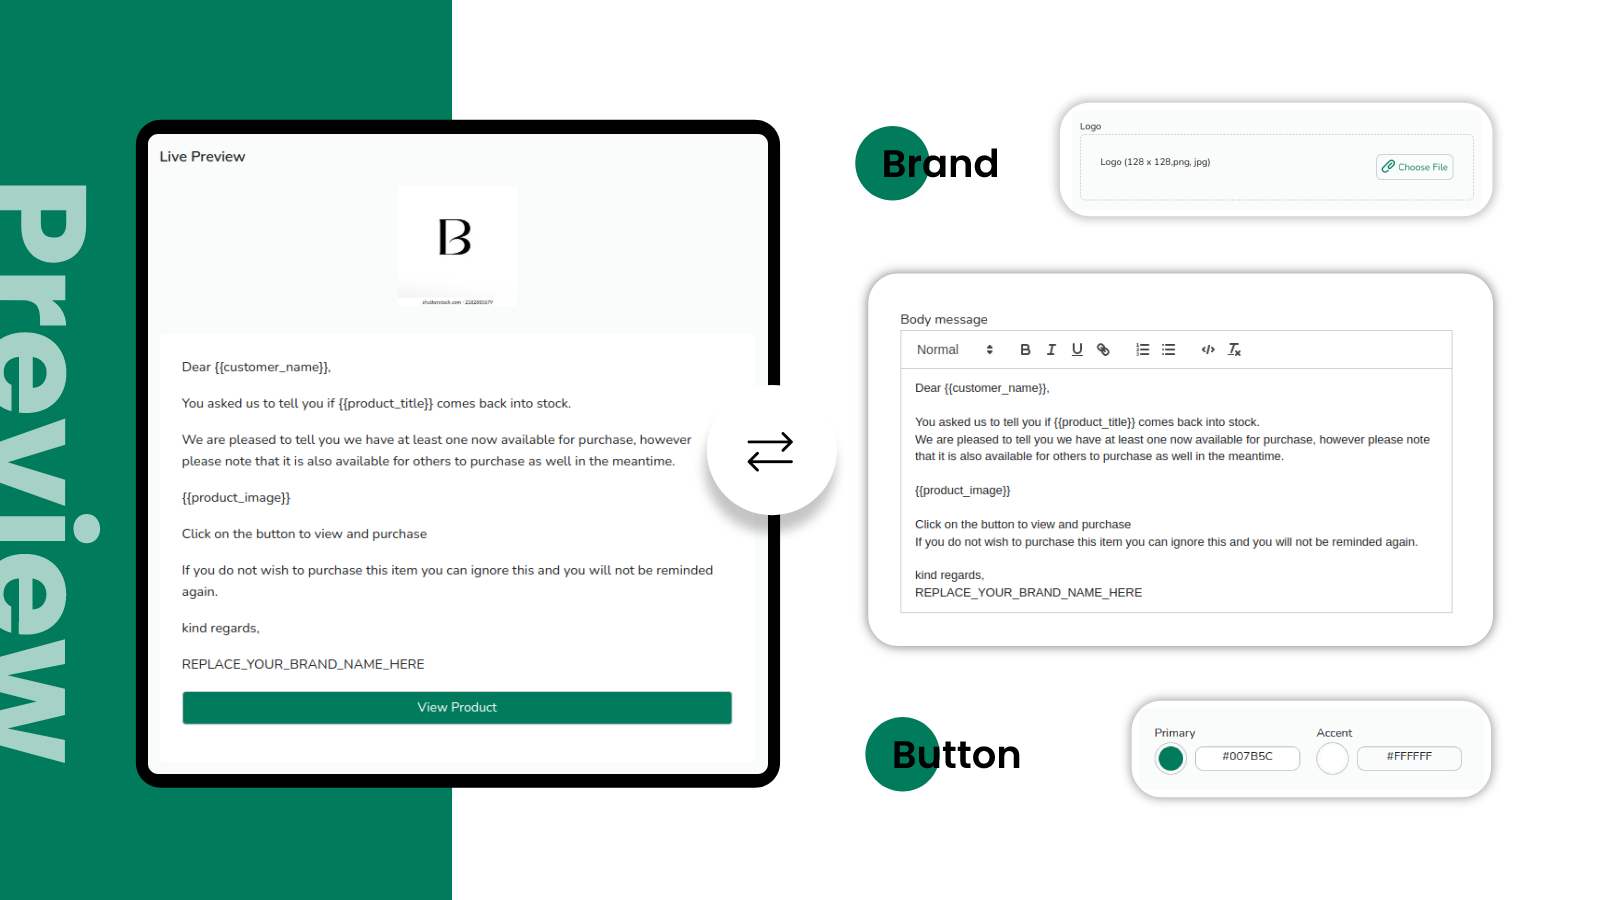 Preview
Live Preview
B
shutterstock.com · 2182003379
Dear {{customer_name}},
You asked us to tell you if {{product_title}} comes back into stock.
We are pleased to tell you we have at least one now available for purchase, however
please note that it is also available for others to purchase as well in the meantime.
{{product_image}}
Click on the button to view and purchase
If you do not wish to purchase this item you can ignore this and you will not be reminded
again.
kind regards,
REPLACE_YOUR_BRAND_NAME_HERE
View Product
Brand
Logo
Logo (128 x 128,png, jpg)
Choose File
Body message
Normal
Dear {{customer_name}},
You asked us to tell you if {{product_title}} comes back into stock.
We are pleased to tell you we have at least one now available for purchase, however please note
that it is also available for others to purchase as well in the meantime.
{{product_image}}
Click on the button to view and purchase
If you do not wish to purchase this item you can ignore this and you will not be reminded again.
kind regards,
REPLACE_YOUR_BRAND_NAME_HERE
Button
Primary
#007B5C
Accent
#FFFFFF